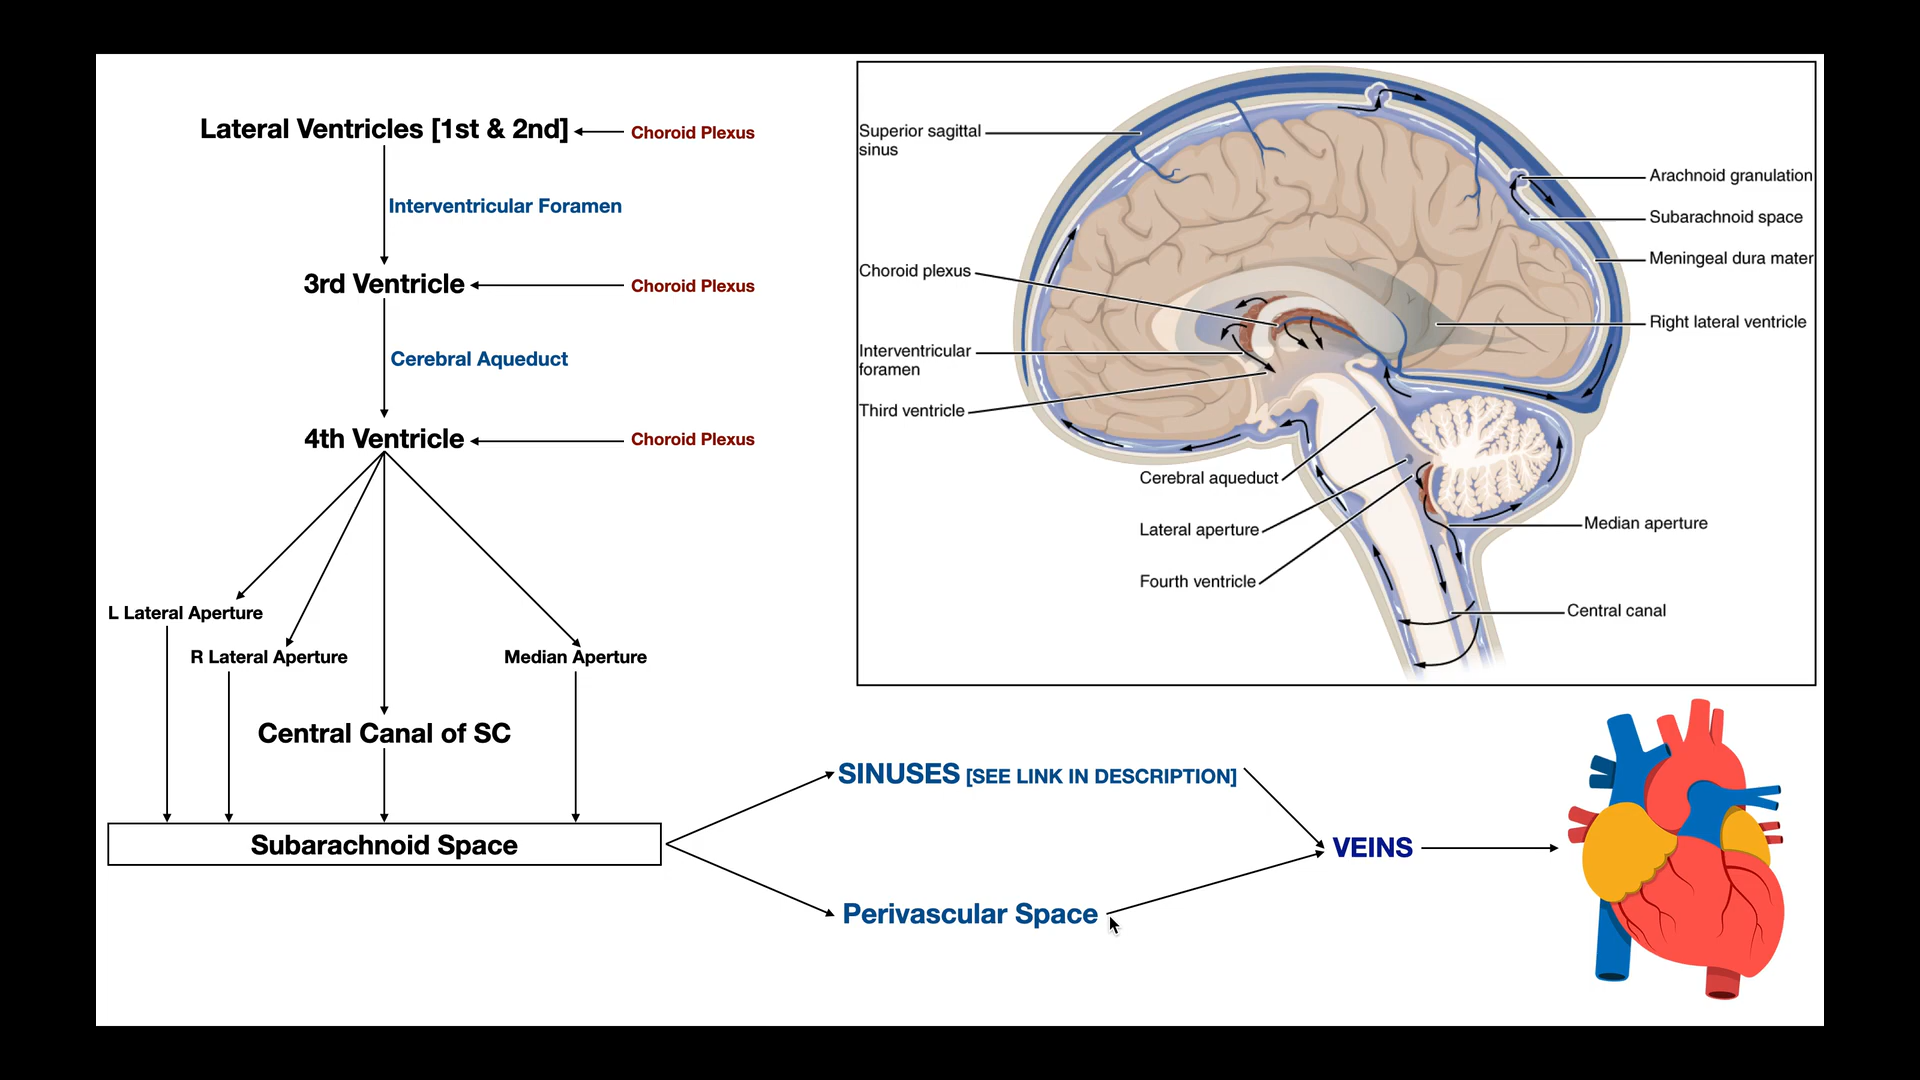 Lateral Ventricles [1st & 2nd]
Choroid Plexus
Interventricular Foramen
3rd Ventricle
Choroid Plexus
Cerebral Aqueduct
4th Ventricle
Choroid Plexus
L Lateral Aperture
R Lateral Aperture
Median Aperture
Central Canal of SC
Subarachnoid Space
SINUSES [SEE LINK IN DESCRIPTION]
Perivascular Space
VEINS
Superior sagittal
sinus
Choroid plexus
Interventricular
foramen
Third ventricle
Cerebral aqueduct
Lateral aperture
Fourth ventricle
Arachnoid granulation
Subarachnoid space
Meningeal dura mater
Right lateral ventricle
Median aperture
Central canal